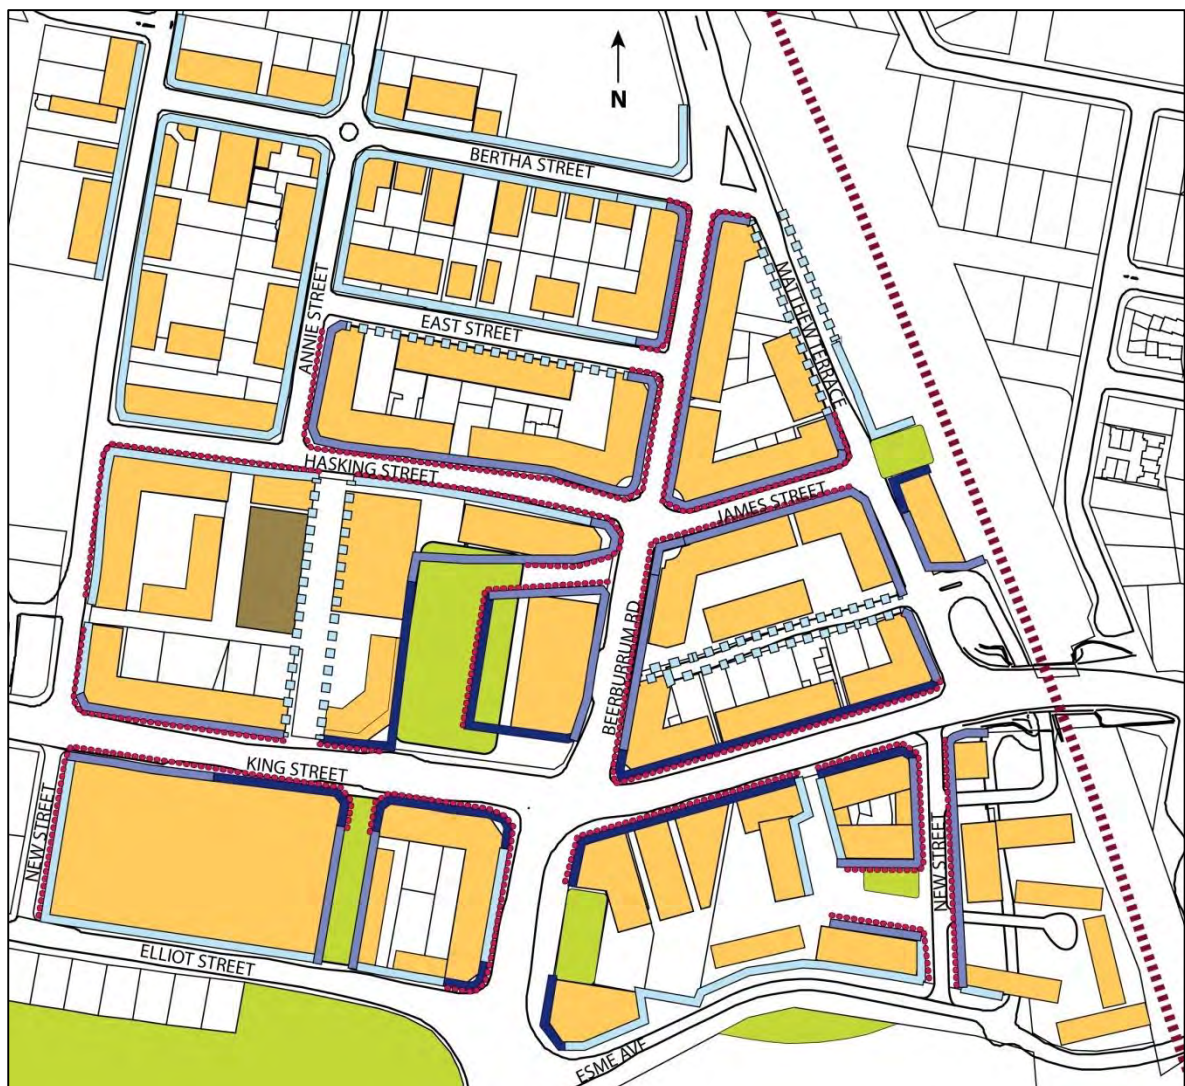 N
BERTHA STREET
MATTHEW TERRACE
ANNIE STREET
EAST STREET
HASKING STREET
JAMES STREET
BEERBURRUM RD
KING STREET
NEW STREET
NEW STREET
ELLIOT STREET
ESME AVE